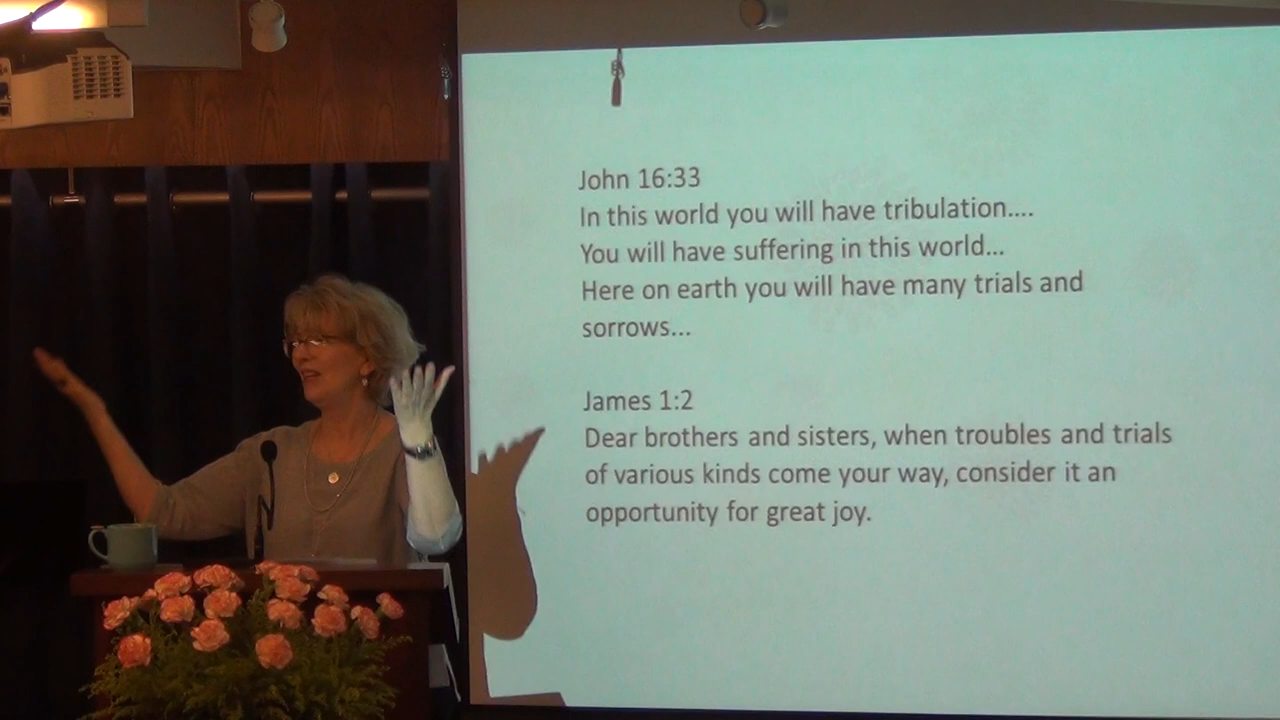 John 16:33
In this world you will have tribulation....
You will have suffering in this world...
Here on earth you will have many trials and
sorrows...
James 1:2
Dear brothers and sisters, when troubles and trials
of various kinds come your way, consider it an
opportunity for great joy.